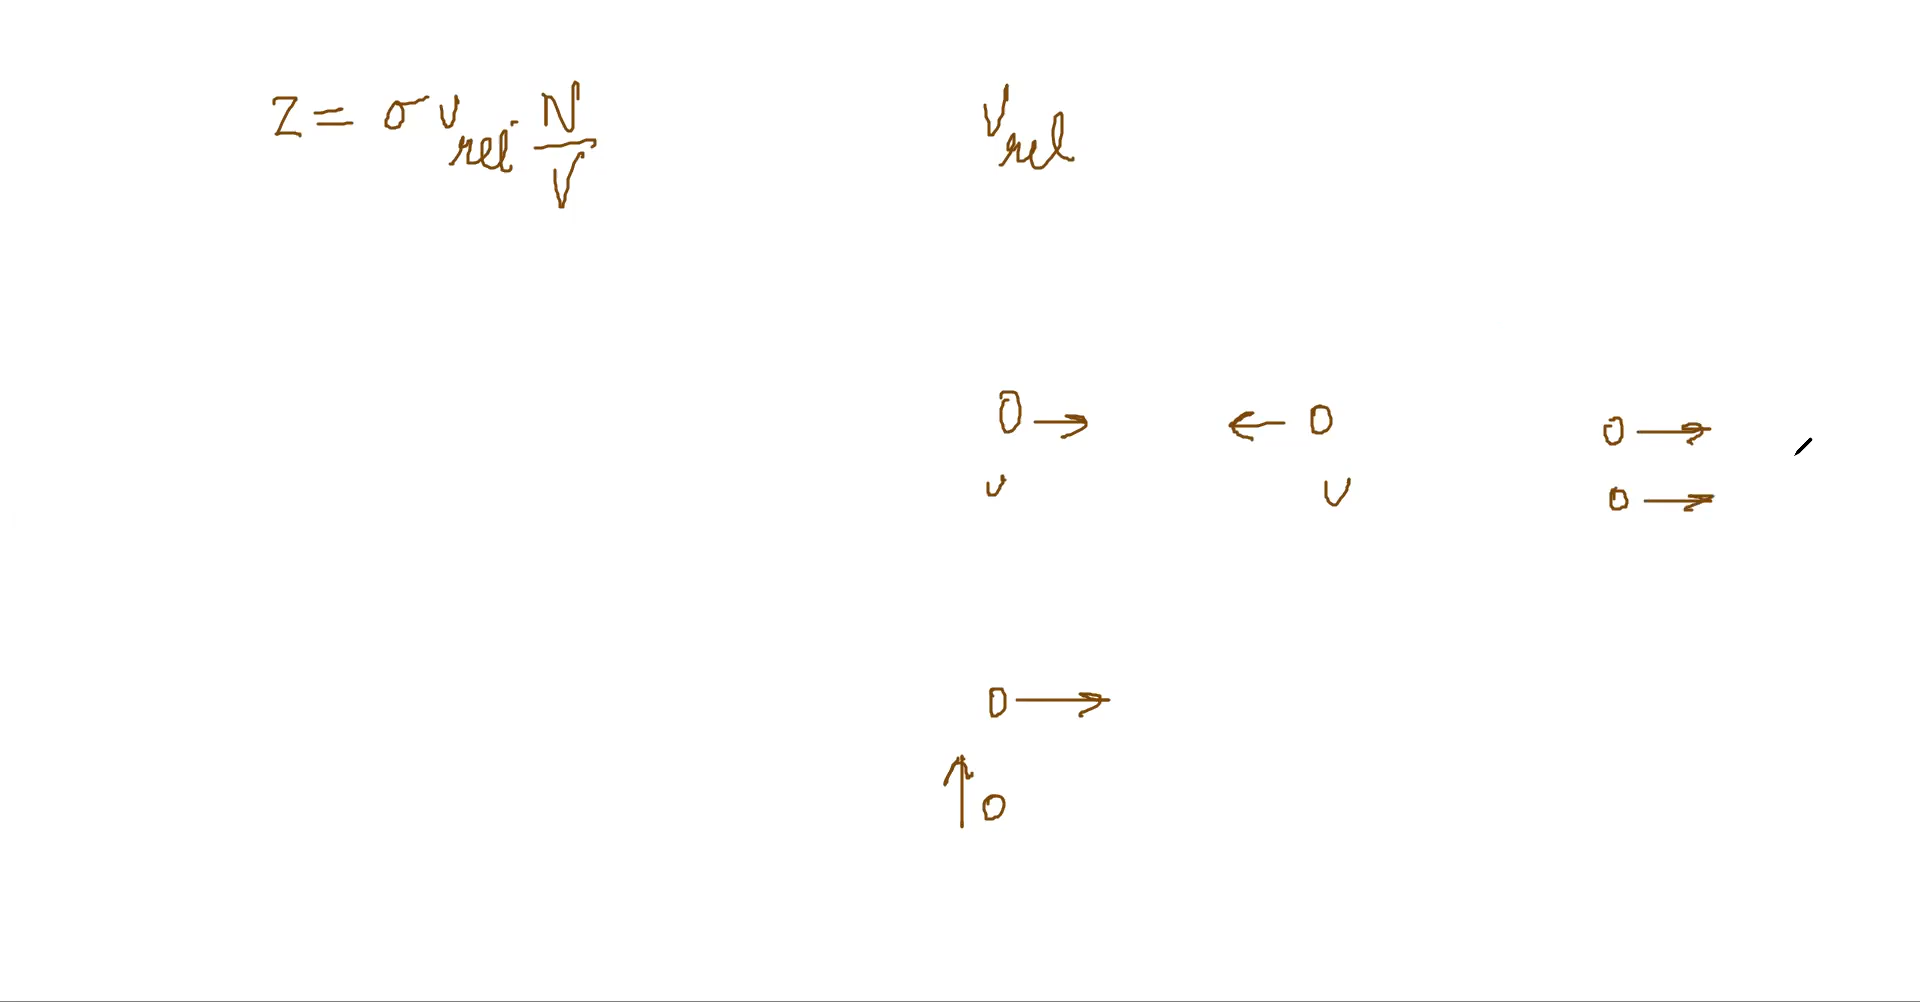 Z = σ v_rel · N/V
V_rel
O → ← O O →
v v O →
O →
↑ O